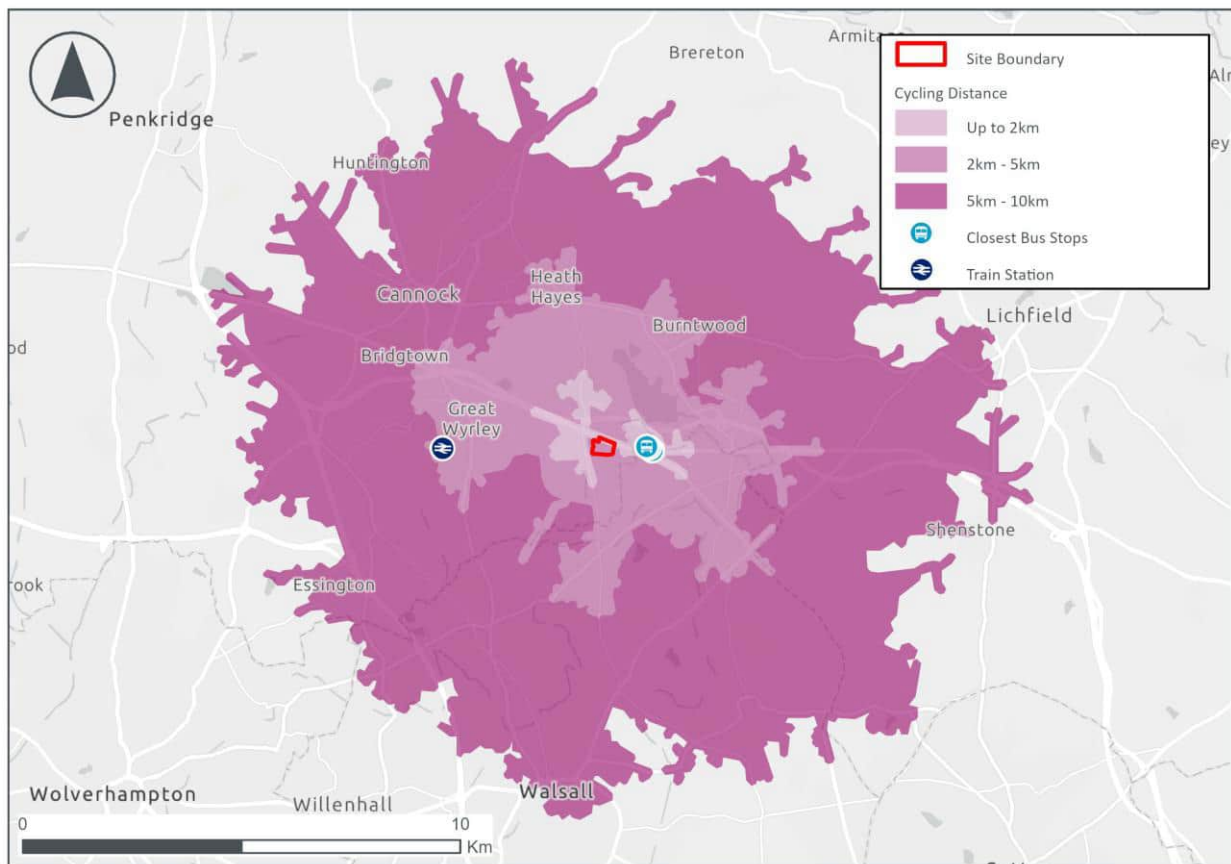 Armitag
Brereton
Penkridge
Huntington
Site Boundary
Cycling Distance
Up to 2km
2km - 5km
5km - 10km
Closest Bus Stops
Train Station
Heath
Hayes
Cannock
Burntwood
Lichfield
Bridgtown
Great
Wyrley
Shenstone
Essington
Wolverhampton
Willenhall
Walsall
0
10
Km